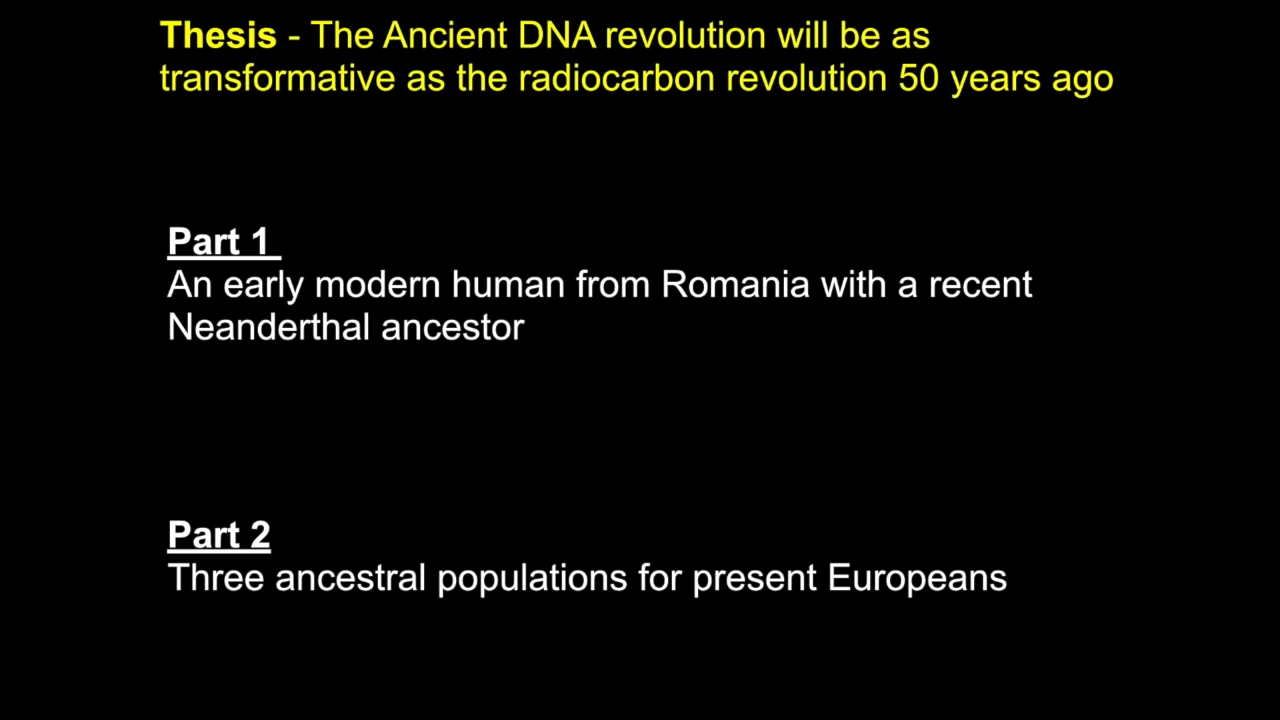 Thesis - The Ancient DNA revolution will be as
transformative as the radiocarbon revolution 50 years ago
Part 1
An early modern human from Romania with a recent
Neanderthal ancestor
Part 2
Three ancestral populations for present Europeans